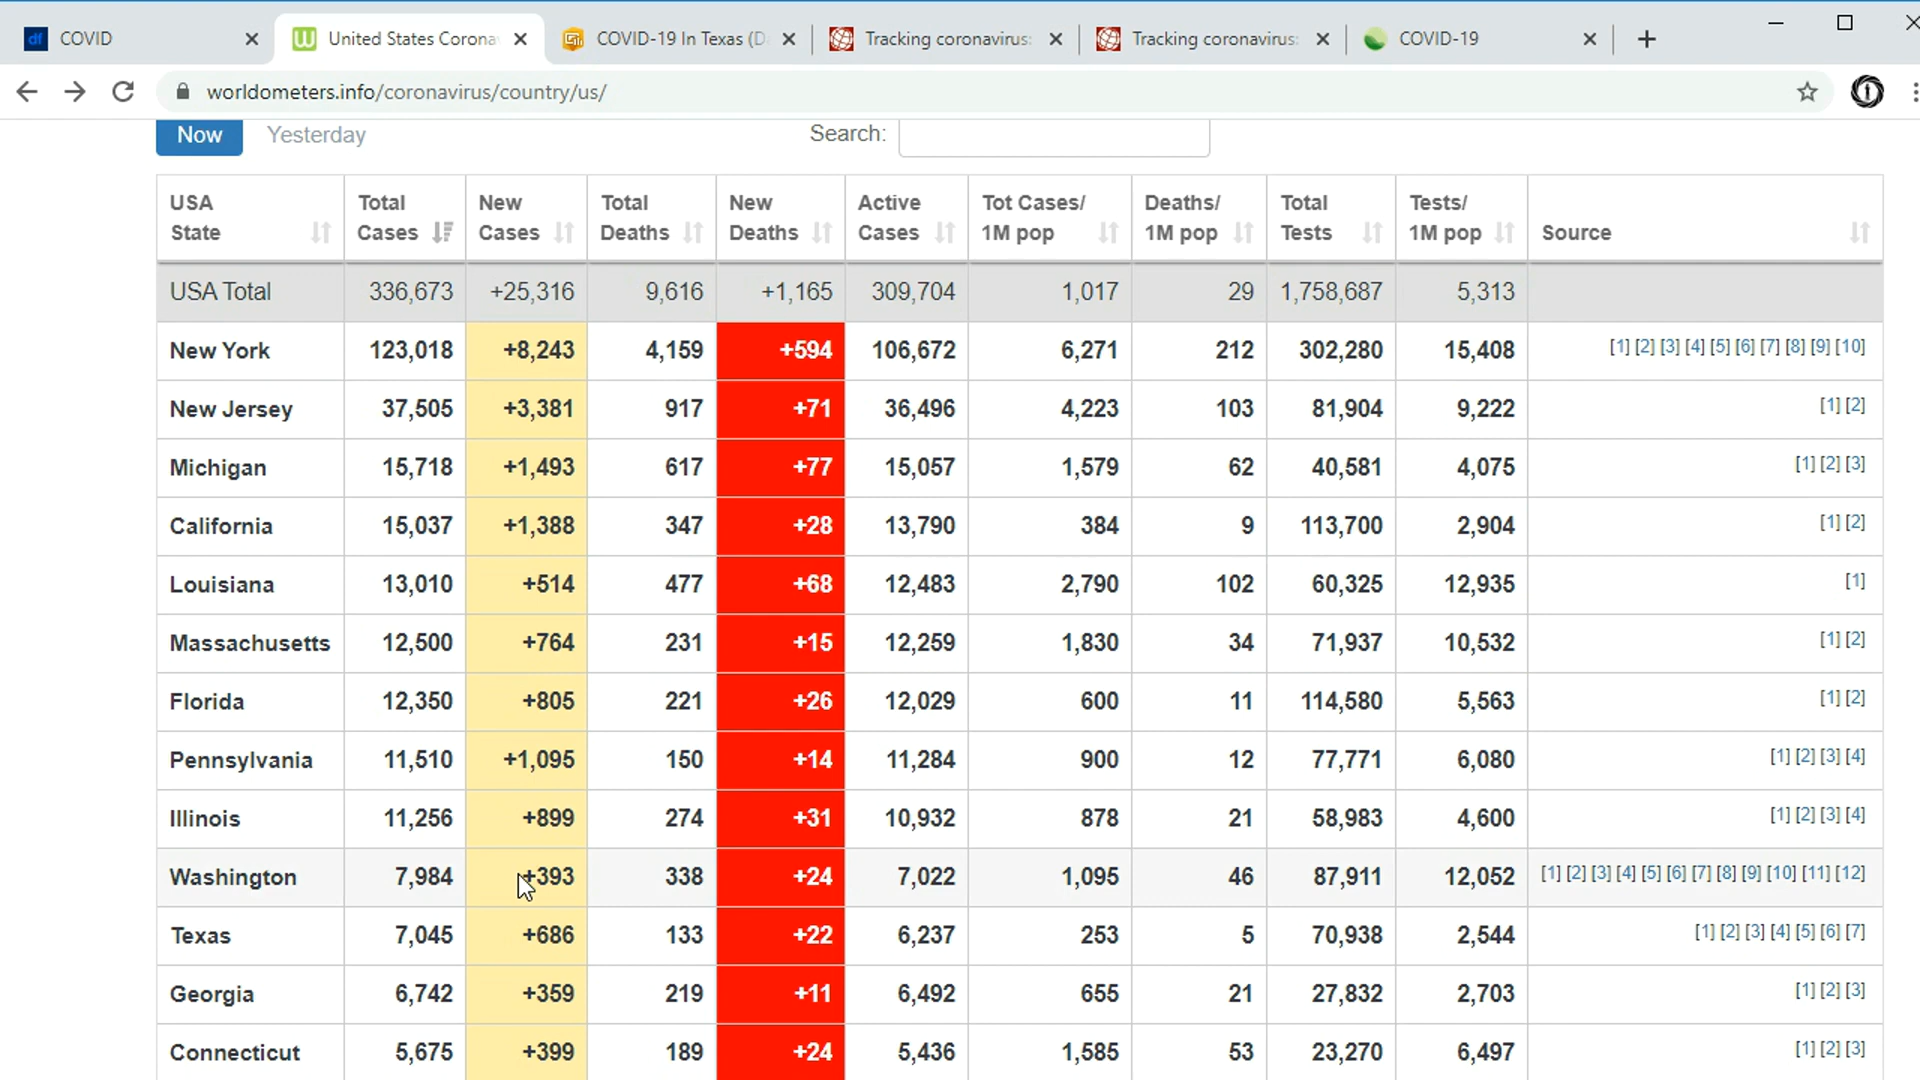 COVID
United States Corona
COVID-19 In Texas (D
Tracking coronavirus:
Tracking coronavirus:
COVID-19
worldometers.info/coronavirus/country/us/
Now Yesterday Search:
USA State Total Cases New Cases Total Deaths New Deaths Active Cases Tot Cases/ 1M pop Deaths/ 1M pop Total Tests Tests/ 1M pop Source
USA Total 336,673 +25,316 9,616 +1,165 309,704 1,017 29 1,758,687 5,313
New York 123,018 +8,243 4,159 +594 106,672 6,271 212 302,280 15,408 [1] [2] [3] [4] [5] [6] [7] [8] [9] [10]
New Jersey 37,505 +3,381 917 +71 36,496 4,223 103 81,904 9,222 [1] [2]
Michigan 15,718 +1,493 617 +77 15,057 1,579 62 40,581 4,075 [1] [2] [3]
California 15,037 +1,388 347 +28 13,790 384 9 113,700 2,904 [1] [2]
Louisiana 13,010 +514 477 +68 12,483 2,790 102 60,325 12,935 [1]
Massachusetts 12,500 +764 231 +15 12,259 1,830 34 71,937 10,532 [1] [2]
Florida 12,350 +805 221 +26 12,029 600 11 114,580 5,563 [1] [2]
Pennsylvania 11,510 +1,095 150 +14 11,284 900 12 77,771 6,080 [1] [2] [3] [4]
Illinois 11,256 +899 274 +31 10,932 878 21 58,983 4,600 [1] [2] [3] [4]
Washington 7,984 +393 338 +24 7,022 1,095 46 87,911 12,052 [1] [2] [3] [4] [5] [6] [7] [8] [9] [10] [11] [12]
Texas 7,045 +686 133 +22 6,237 253 5 70,938 2,544 [1] [2] [3] [4] [5] [6] [7]
Georgia 6,742 +359 219 +11 6,492 655 21 27,832 2,703 [1] [2] [3]
Connecticut 5,675 +399 189 +24 5,436 1,585 53 23,270 6,497 [1] [2] [3]